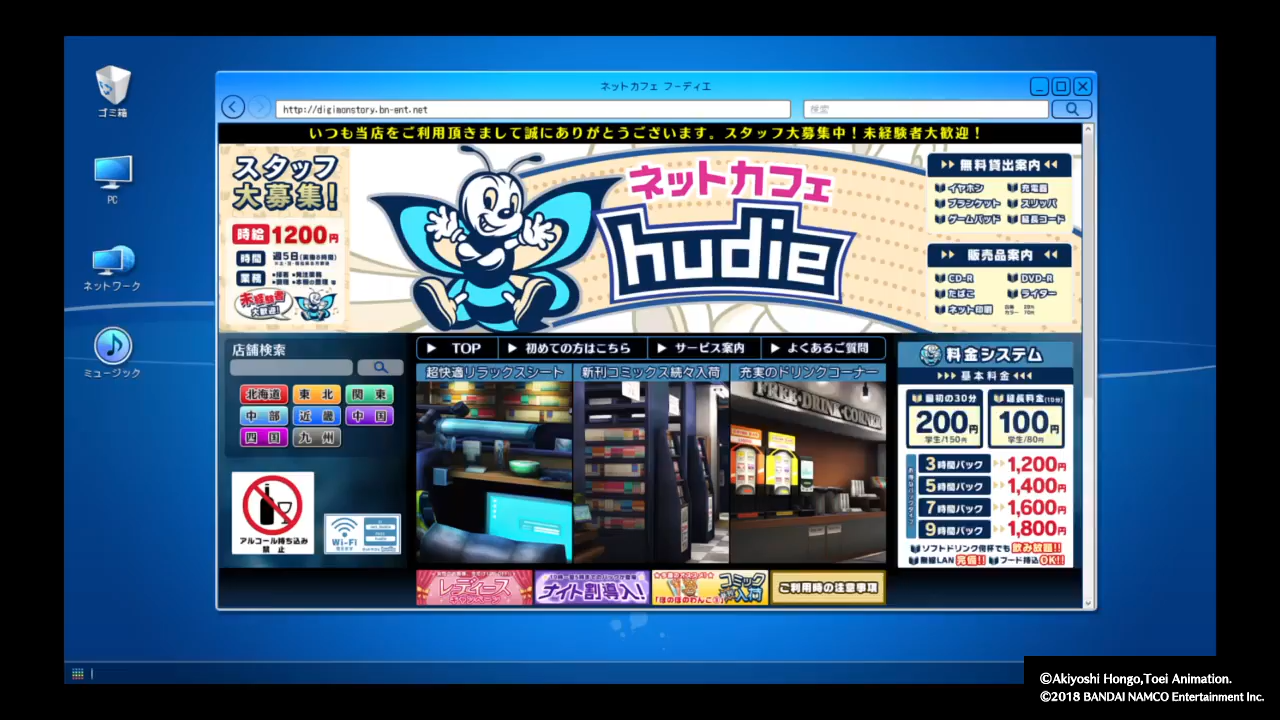 ゴミ箱
PC
ネットワーク
ミュージック
ネットカフェ フーディエ
http://digimonstory.bn-ent.net
検索
いつも当店をご利用頂きまして誠にありがとうございます。スタッフ大募集中！未経験者大歓迎！
スタッフ
大募集!
時給 1200円
時間 週5日(実働8時間)
業務
未経験者
大歓迎!
ネットカフェ
hudie
無料貸出案内
イヤホン 充電器
ブランケット スリッパ
ゲームパッド 延長コード
販売品案内
CD-R DVD-R
たばこ ライター
ネット印刷
店舗検索
北海道 東北 関東
中部 近畿 中国
四国 九州
アルコール持ち込み
禁止
Wi-Fi
TOP 初めての方はこちら サービス案内 よくあるご質問
超快適リラックスシート 新刊コミックス続々入荷 充実のドリンクコーナー
FREE DRINK CORNER
料金システム
基本料金
最初の30分 延長料金(10分)
200円 100円
学生/150円 学生/80円
3時間パック 1,200円
5時間パック 1,400円
7時間パック 1,600円
9時間パック 1,800円
ソフトドリンク何杯でも飲み放題!!
無線LAN完備!! フード持込OK!!
レディース
ナイト割導入!
コミック
入荷
「ほのぼのわんこ
ご利用時の注意事項
©Akiyoshi Hongo,Toei Animation.
©2018 BANDAI NAMCO Entertainment Inc.